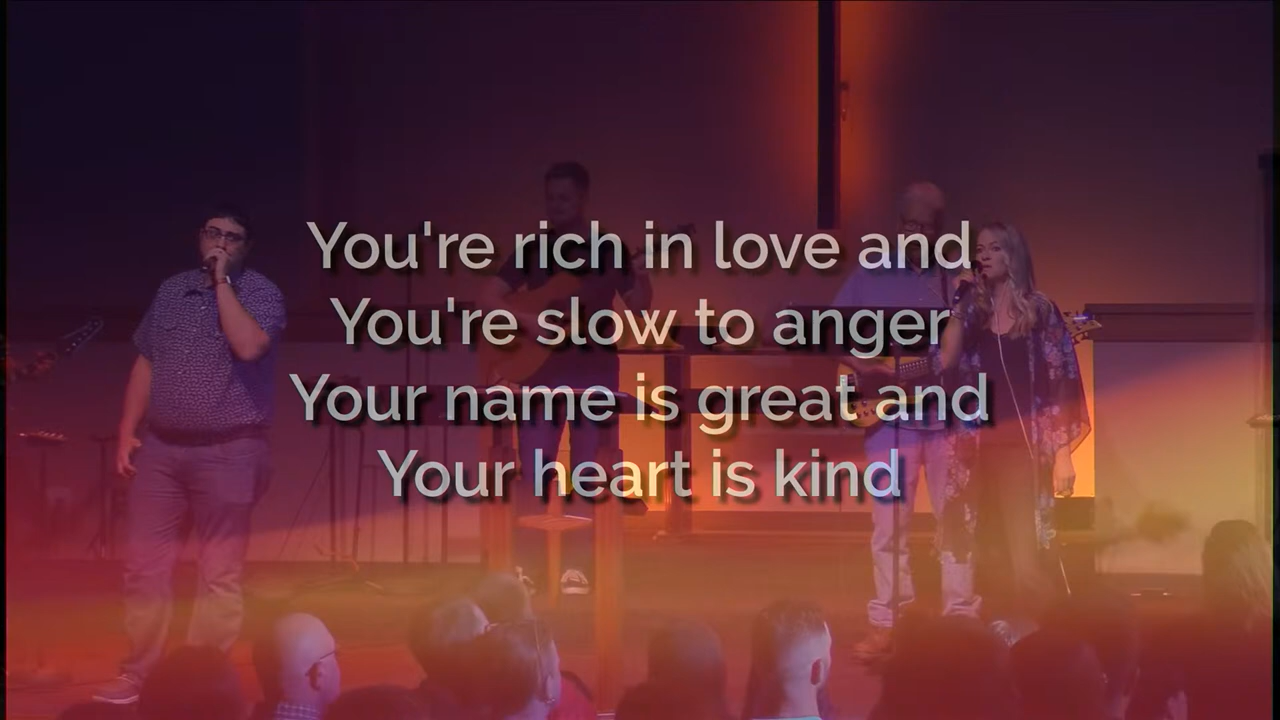 You're rich in love and
You're slow to anger
Your name is great and
Your heart is kind